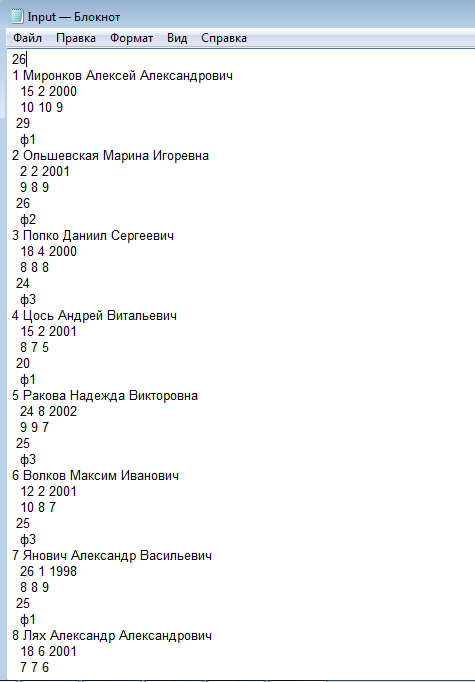 Input — Блокнот
Файл Правка Формат Вид Справка
26
1 Миронков Алексей Александрович
15 2 2000
10 10 9
29
ф1
2 Ольшевская Марина Игоревна
2 2 2001
9 8 9
26
ф2
3 Попко Даниил Сергеевич
18 4 2000
8 8 8
24
ф3
4 Цось Андрей Витальевич
15 2 2001
8 7 5
20
ф1
5 Ракова Надежда Викторовна
24 8 2002
9 9 7
25
ф3
6 Волков Максим Иванович
12 2 2001
10 8 7
25
ф3
7 Янович Александр Васильевич
26 1 1998
8 8 9
25
ф1
8 Лях Александр Александрович
18 6 2001
7 7 6